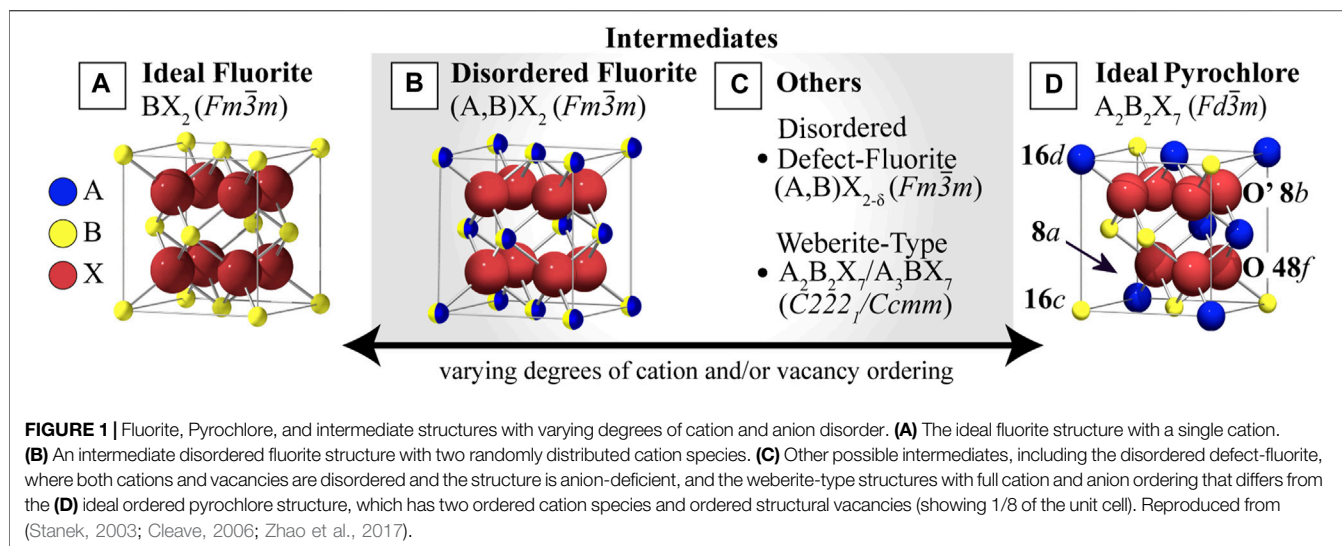 Intermediates
A
Ideal Fluorite
BX₂ (Fm3̅m)
A
B
X
B
Disordered Fluorite
(A,B)X₂ (Fm3̅m)
C
Others
Disordered
• Defect-Fluorite
(A,B)X₂₋δ (Fm3̅m)
Weberite-Type
• A₂B₂X₇/A₃BX₇
(C222₁/Ccmm)
D
Ideal Pyrochlore
A₂B₂X₇ (Fd3̅m)
16d
O' 8b
8a
O 48f
16c
varying degrees of cation and/or vacancy ordering
FIGURE 1 | Fluorite, Pyrochlore, and intermediate structures with varying degrees of cation and anion disorder. (A) The ideal fluorite structure with a single cation.
(B) An intermediate disordered fluorite structure with two randomly distributed cation species. (C) Other possible intermediates, including the disordered defect-fluorite,
where both cations and vacancies are disordered and the structure is anion-deficient, and the weberite-type structures with full cation and anion ordering that differs from
the (D) ideal ordered pyrochlore structure, which has two ordered cation species and ordered structural vacancies (showing 1/8 of the unit cell). Reproduced from
(Stanek, 2003; Cleave, 2006; Zhao et al., 2017).